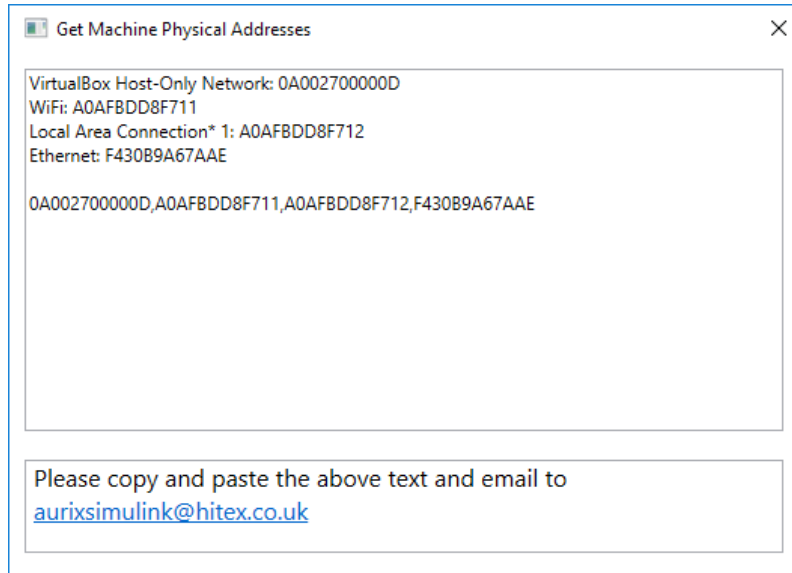 Get Machine Physical Addresses
VirtualBox Host-Only Network: 0A002700000D
WiFi: A0AFBDD8F711
Local Area Connection* 1: A0AFBDD8F712
Ethernet: F430B9A67AAE
0A002700000D,A0AFBDD8F711,A0AFBDD8F712,F430B9A67AAE
Please copy and paste the above text and email to
aurixsimulink@hitex.co.uk